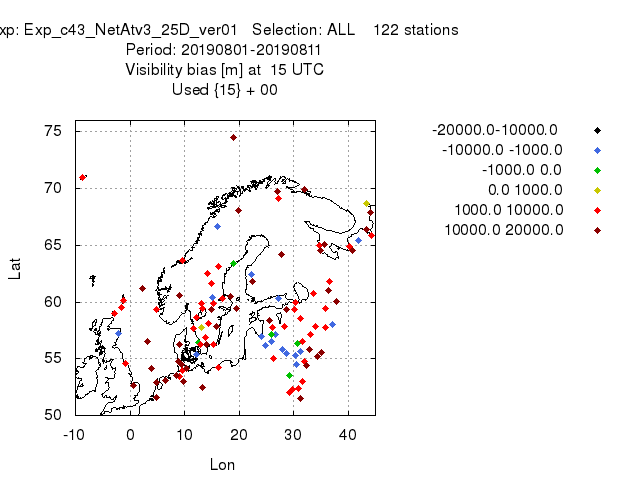 xp: Exp_c43_NetAtv3_25D_ver01   Selection: ALL    122 stations
Period: 20190801-20190811
Visibility bias [m] at  15 UTC
Used {15} + 00
-20000.0-10000.0
-10000.0 -1000.0
-1000.0 0.0
0.0 1000.0
1000.0 10000.0
10000.0 20000.0
75
70
65
60
55
50
Lat
-10 0 10 20 30 40
Lon